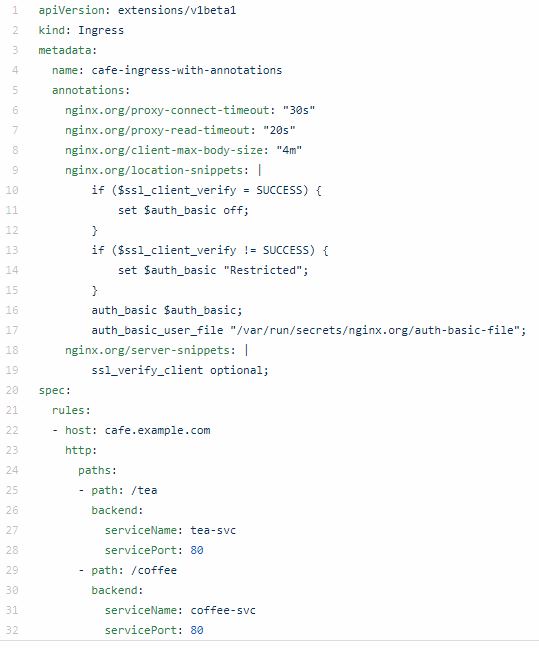 1 apiVersion: extensions/v1beta1
2 kind: Ingress
3 metadata:
4   name: cafe-ingress-with-annotations
5   annotations:
6     nginx.org/proxy-connect-timeout: "30s"
7     nginx.org/proxy-read-timeout: "20s"
8     nginx.org/client-max-body-size: "4m"
9     nginx.org/location-snippets: |
10         if ($ssl_client_verify = SUCCESS) {
11             set $auth_basic off;
12         }
13         if ($ssl_client_verify != SUCCESS) {
14             set $auth_basic "Restricted";
15         }
16         auth_basic $auth_basic;
17         auth_basic_user_file "/var/run/secrets/nginx.org/auth-basic-file";
18     nginx.org/server-snippets: |
19         ssl_verify_client optional;
20 spec:
21   rules:
22   - host: cafe.example.com
23     http:
24       paths:
25       - path: /tea
26         backend:
27           serviceName: tea-svc
28           servicePort: 80
29       - path: /coffee
30         backend:
31           serviceName: coffee-svc
32           servicePort: 80